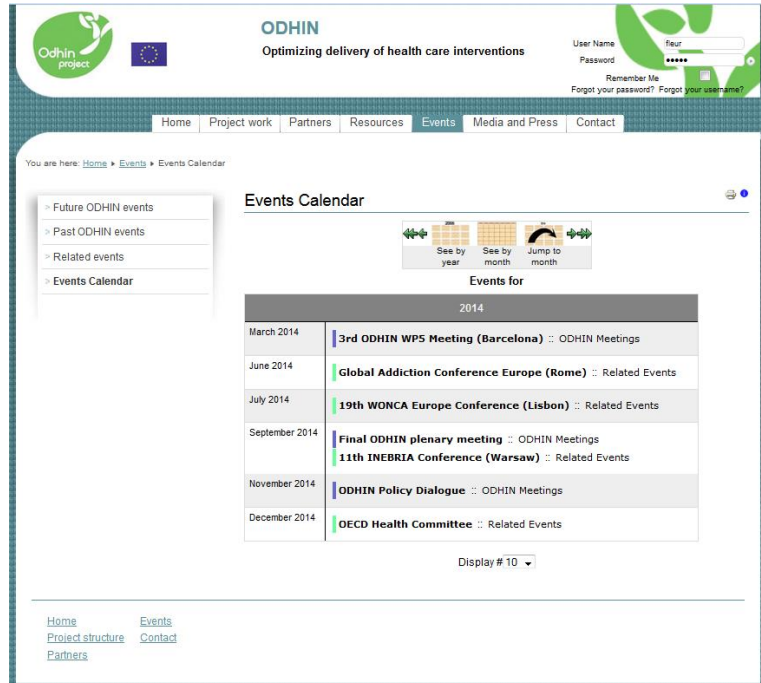 Odhin
project
ODHIN
Optimizing delivery of health care interventions
User Name fleur
Password •••••
Remember Me
Forgot your password? Forgot your username?
Home Project work Partners Resources Events Media and Press Contact
You are here: Home ▸ Events ▸ Events Calendar
> Future ODHIN events
> Past ODHIN events
> Related events
> Events Calendar
Events Calendar
See by year See by month Jump to month
Events for
2014
March 2014 3rd ODHIN WP5 Meeting (Barcelona) :: ODHIN Meetings
June 2014 Global Addiction Conference Europe (Rome) :: Related Events
July 2014 19th WONCA Europe Conference (Lisbon) :: Related Events
September 2014 Final ODHIN plenary meeting :: ODHIN Meetings
11th INEBRIA Conference (Warsaw) :: Related Events
November 2014 ODHIN Policy Dialogue :: ODHIN Meetings
December 2014 OECD Health Committee :: Related Events
Display # 10
Home Events
Project structure Contact
Partners